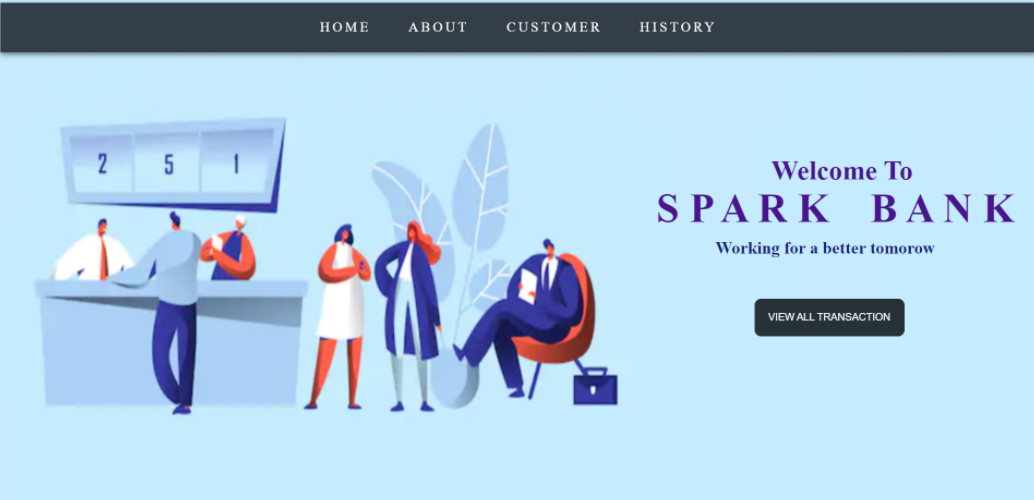 HOME ABOUT CUSTOMER HISTORY
2 5 1
Welcome To
SPARK BANK
Working for a better tomorow
VIEW ALL TRANSACTION